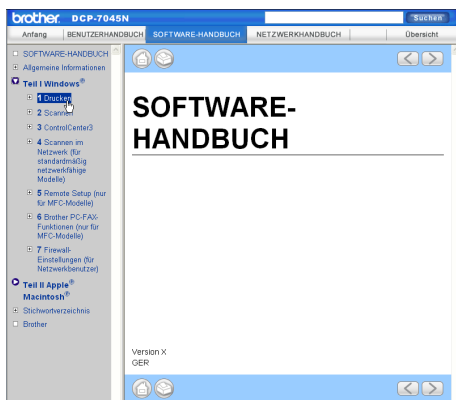 brother. DCP-7045N
Suchen
Anfang BENUTZERHANDBUCH SOFTWARE-HANDBUCH NETZWERKHANDBUCH Übersicht
SOFTWARE-HANDBUCH
Allgemeine Informationen
Teil I Windows®
1 Drucken
2 Scannen
3 ControlCenter3
4 Scannen im
Netzwerk (für
standardmäßig
netzwerkfähige
Modelle)
5 Remote Setup (nur
für MFC-Modelle)
6 Brother PC-FAX-
Funktionen (nur für
MFC-Modelle)
7 Firewall-
Einstellungen (für
Netzwerkbenutzer)
Teil II Apple®
Macintosh®
Stichwortverzeichnis
Brother
SOFTWARE-
HANDBUCH
Version X
GER